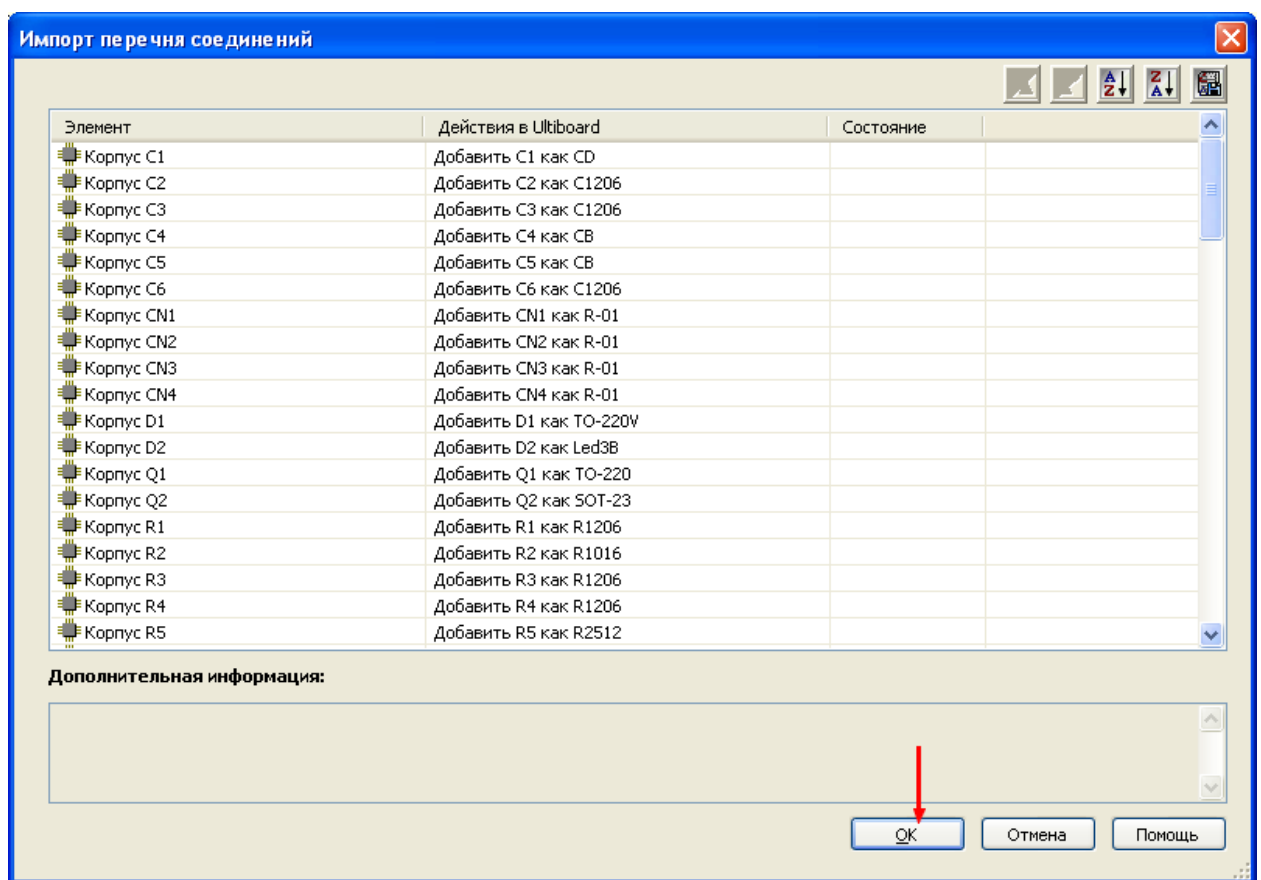 Импорт перечня соединений
Элемент Действия в Ultiboard Состояние
Корпус C1 Добавить C1 как CD
Корпус C2 Добавить C2 как C1206
Корпус C3 Добавить C3 как C1206
Корпус C4 Добавить C4 как CB
Корпус C5 Добавить C5 как CB
Корпус C6 Добавить C6 как C1206
Корпус CN1 Добавить CN1 как R-01
Корпус CN2 Добавить CN2 как R-01
Корпус CN3 Добавить CN3 как R-01
Корпус CN4 Добавить CN4 как R-01
Корпус D1 Добавить D1 как TO-220V
Корпус D2 Добавить D2 как Led3B
Корпус Q1 Добавить Q1 как TO-220
Корпус Q2 Добавить Q2 как SOT-23
Корпус R1 Добавить R1 как R1206
Корпус R2 Добавить R2 как R1016
Корпус R3 Добавить R3 как R1206
Корпус R4 Добавить R4 как R1206
Корпус R5 Добавить R5 как R2512
Дополнительная информация:
OK Отмена Помощь